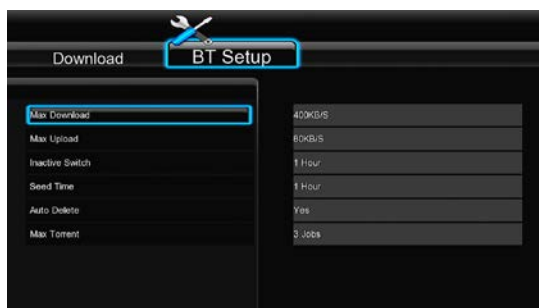 Download BT Setup
Max Download 400KB/S
Max Upload 60KB/S
Inactive Switch 1 Hour
Seed Time 1 Hour
Auto Delete Yes
Max Torrent 3 Jobs